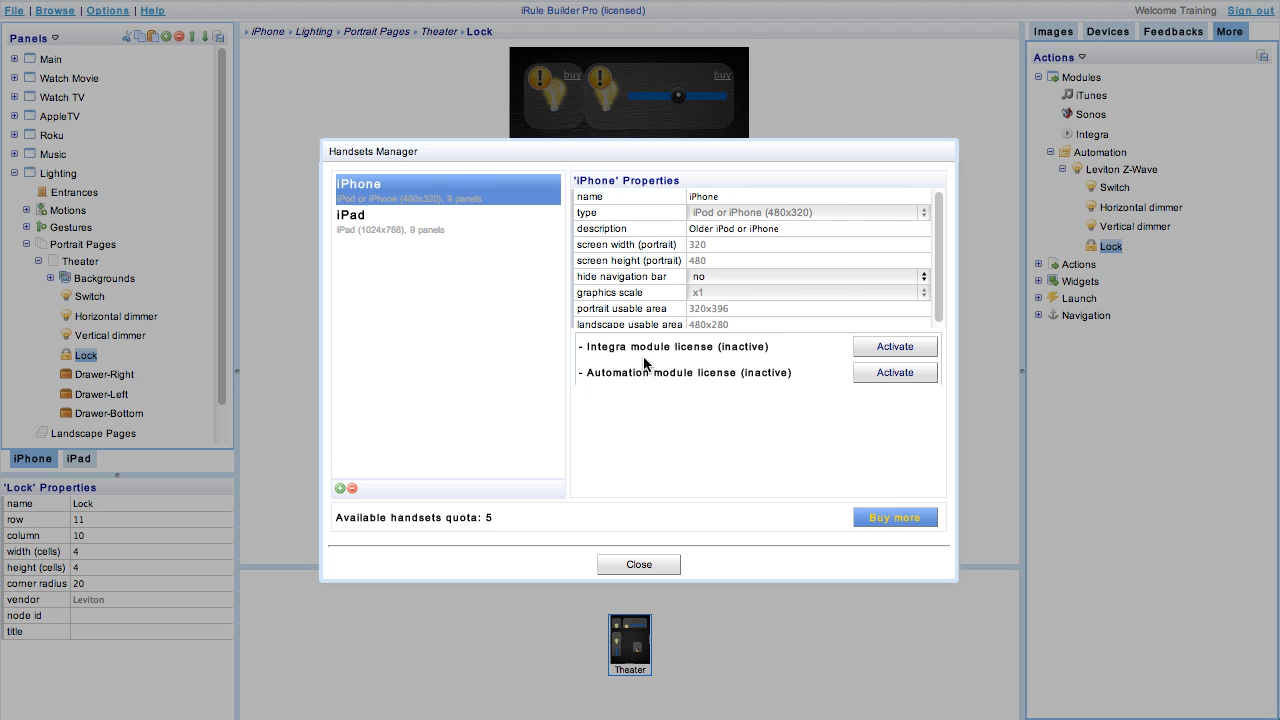 File | Browse | Options | Help
iRule Builder Pro (licensed)
Welcome Training Sign out
Panels
Main
Watch Movie
Watch TV
AppleTV
Roku
Music
Lighting
Entrances
Motions
Gestures
Portrait Pages
Theater
Backgrounds
Switch
Horizontal dimmer
Vertical dimmer
Lock
Drawer-Right
Drawer-Left
Drawer-Bottom
Landscape Pages
iPhone iPad
'Lock' Properties
name Lock
row 11
column 10
width (cells) 4
height (cells) 4
corner radius 20
vendor Leviton
node id
title
iPhone Lighting Portrait Pages Theater Lock
buy buy
Handsets Manager
iPhone
iPod or iPhone (480x320), 9 panels
iPad
iPad (1024x768), 9 panels
'iPhone' Properties
name iPhone
type iPod or iPhone (480x320)
description Older iPod or iPhone
screen width (portrait) 320
screen height (portrait) 480
hide navigation bar no
graphics scale x1
portrait usable area 320x396
landscape usable area 480x280
- Integra module license (inactive) Activate
- Automation module license (inactive) Activate
Available handsets quota: 5 Buy more
Close
Theater
Images Devices Feedbacks More
Actions
Modules
iTunes
Sonos
Integra
Automation
Leviton Z-Wave
Switch
Horizontal dimmer
Vertical dimmer
Lock
Actions
Widgets
Launch
Navigation